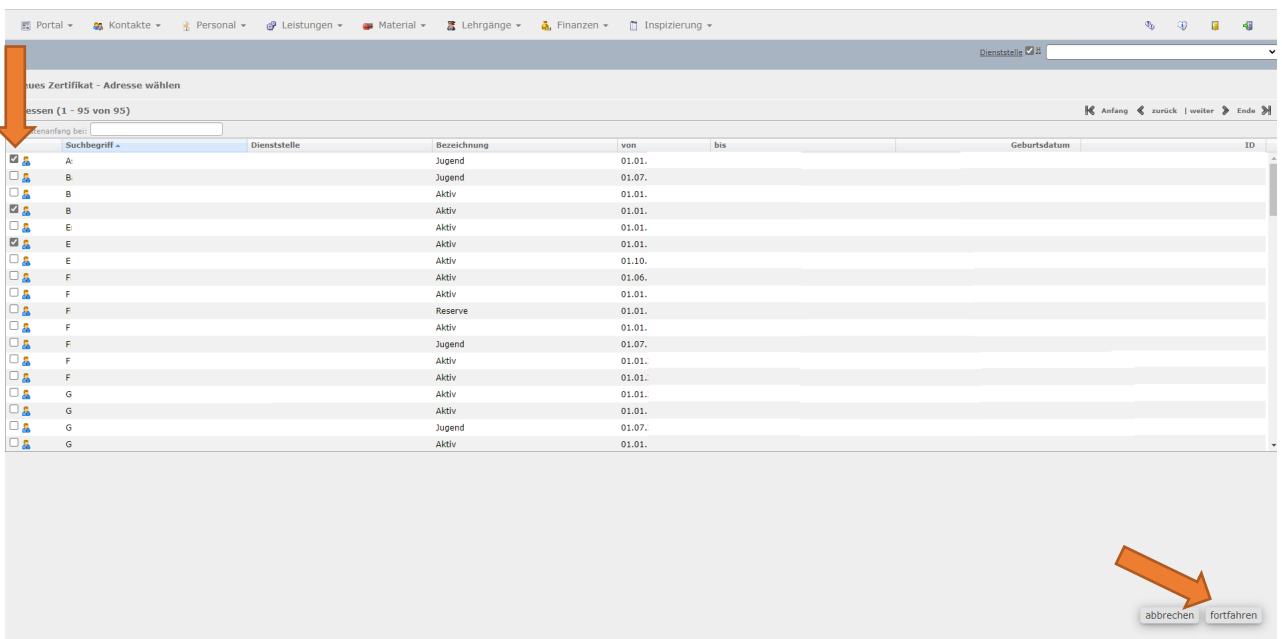 Portal Kontakte Personal Leistungen Material Lehrgänge Finanzen Inspizierung
Dienststelle
ues Zertifikat - Adresse wählen
essen (1 - 95 von 95) Anfang zurück | weiter Ende
tenanfang bei:
Suchbegriff Dienststelle Bezeichnung von bis Geburtsdatum ID
A Jugend 01.01.
B Jugend 01.07.
B Aktiv 01.01.
B Aktiv 01.01.
E Aktiv 01.01.
E Aktiv 01.01.
E Aktiv 01.10.
F Aktiv 01.06.
F Aktiv 01.01.
F Reserve 01.01.
F Aktiv 01.01.
F Jugend 01.07.
F Aktiv 01.01.
F Aktiv 01.01.
G Aktiv 01.01.
G Aktiv 01.01.
G Jugend 01.07.
G Aktiv 01.01.
abbrechen fortfahren